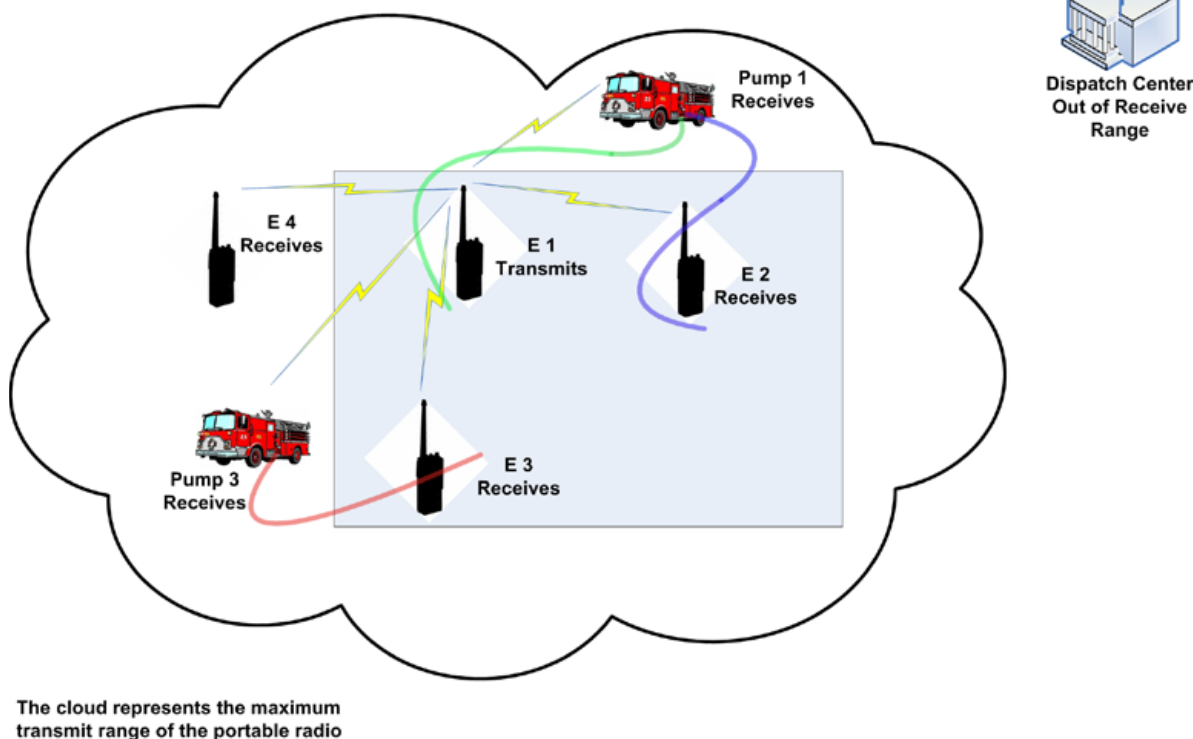 Pump 1
Receives
Dispatch Center
Out of Receive
Range
E 4
Receives
E 1
Transmits
E 2
Receives
Pump 3
Receives
E 3
Receives
The cloud represents the maximum
transmit range of the portable radio